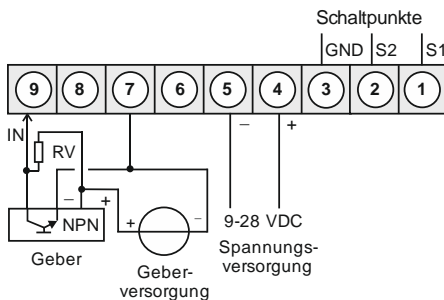 Schaltpunkte
GND S2 S1
9 8 7 6 5 4 3 2 1
IN
RV
− +
− +
NPN
+ −
9-28 VDC
Geber
Geber-
versorgung
Spannungs-
versorgung